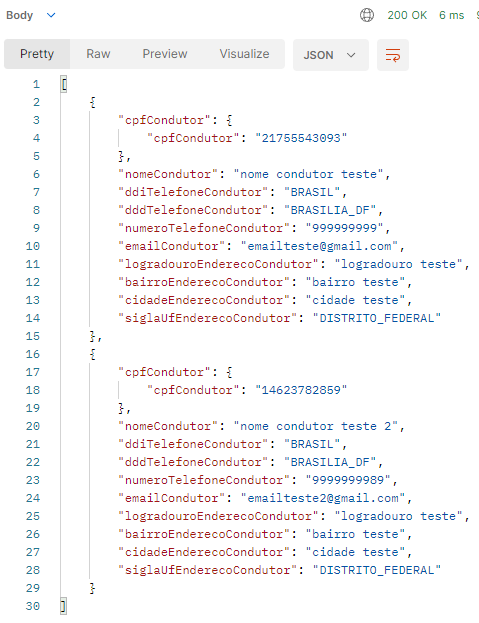 Body 200 OK 6 ms
Pretty Raw Preview Visualize JSON
1 [
2 {
3 "cpfCondutor": {
4 "cpfCondutor": "21755543093"
5 },
6 "nomeCondutor": "nome condutor teste",
7 "ddiTelefoneCondutor": "BRASIL",
8 "dddTelefoneCondutor": "BRASILIA_DF",
9 "numeroTelefoneCondutor": "999999999",
10 "emailCondutor": "emailteste@gmail.com",
11 "logradouroEnderecoCondutor": "logradouro teste",
12 "bairroEnderecoCondutor": "bairro teste",
13 "cidadeEnderecoCondutor": "cidade teste",
14 "siglaUfEnderecoCondutor": "DISTRITO_FEDERAL"
15 },
16 {
17 "cpfCondutor": {
18 "cpfCondutor": "14623782859"
19 },
20 "nomeCondutor": "nome condutor teste 2",
21 "ddiTelefoneCondutor": "BRASIL",
22 "dddTelefoneCondutor": "BRASILIA_DF",
23 "numeroTelefoneCondutor": "9999999989",
24 "emailCondutor": "emailteste2@gmail.com",
25 "logradouroEnderecoCondutor": "logradouro teste",
26 "bairroEnderecoCondutor": "bairro teste",
27 "cidadeEnderecoCondutor": "cidade teste",
28 "siglaUfEnderecoCondutor": "DISTRITO_FEDERAL"
29 }
30 ]